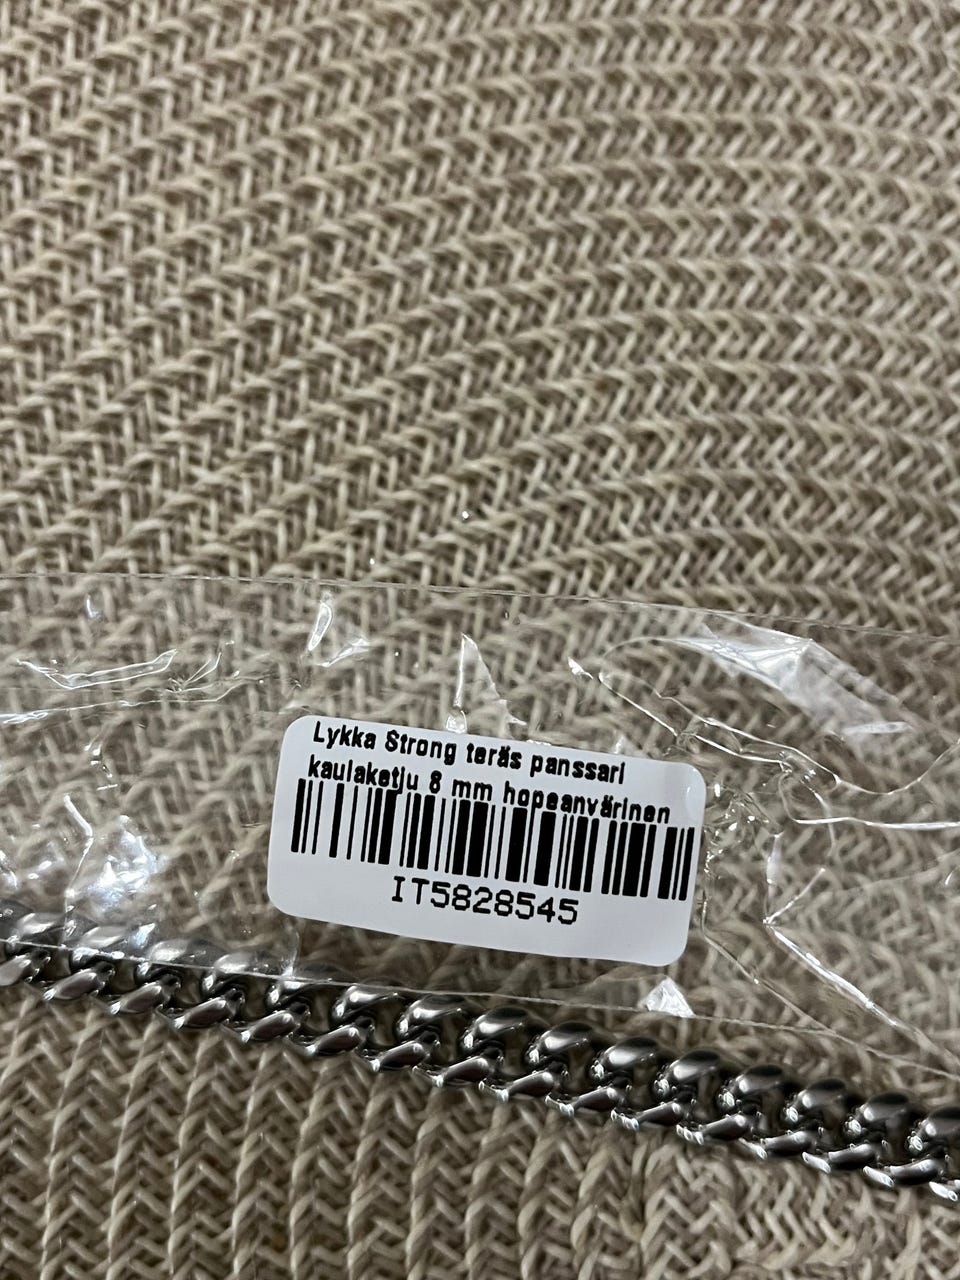 Lykka Strong teräs panssari
kaulaketju 8 mm hopeanvärinen
IT5828545